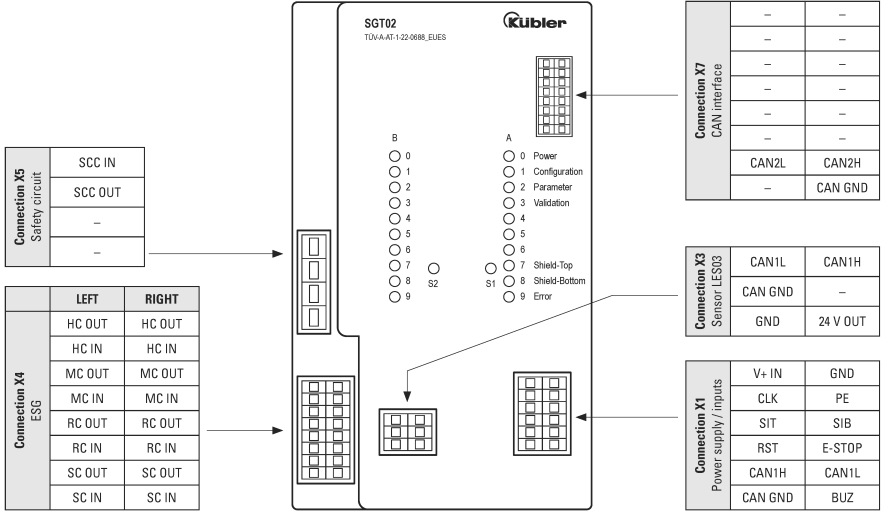 SGT02
TÜV-A-AT-1-22-0688_EUES
Kübler
B
A
0
1
2
3
4
5
6
7
8
9
S2
S1
0 Power
1 Configuration
2 Parameter
3 Validation
4
5
6
7 Shield-Top
8 Shield-Bottom
9 Error
Connection X5
Safety circuit
SCC IN
SCC OUT
–
–
Connection X4
ESG
LEFT RIGHT
HC OUT HC OUT
HC IN HC IN
MC OUT MC OUT
MC IN MC IN
RC OUT RC OUT
RC IN RC IN
SC OUT SC OUT
SC IN SC IN
Connection X7
CAN interface
– –
– –
– –
– –
– –
– –
CAN2L CAN2H
– CAN GND
Connection X3
Sensor LES03
CAN1L CAN1H
CAN GND –
GND 24 V OUT
Connection X1
Power supply / inputs
V+ IN GND
CLK PE
SIT SIB
RST E-STOP
CAN1H CAN1L
CAN GND BUZ